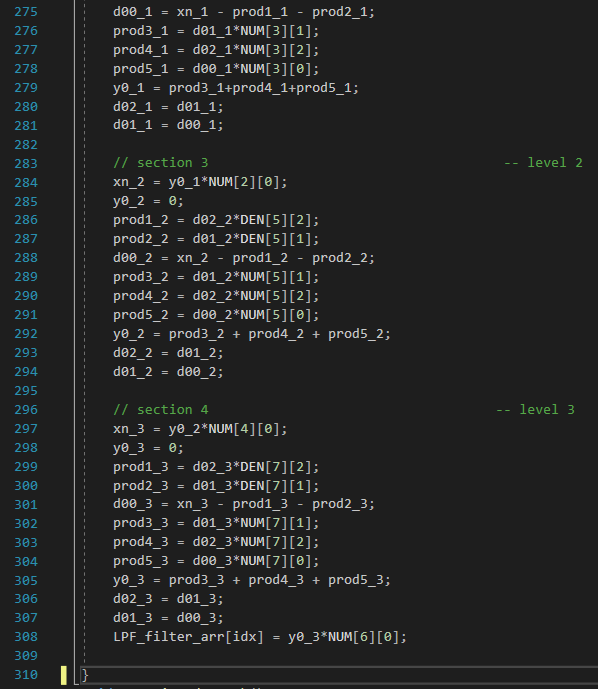 275 d00_1 = xn_1 - prod1_1 - prod2_1;
276 prod3_1 = d01_1*NUM[3][1];
277 prod4_1 = d02_1*NUM[3][2];
278 prod5_1 = d00_1*NUM[3][0];
279 y0_1 = prod3_1+prod4_1+prod5_1;
280 d02_1 = d01_1;
281 d01_1 = d00_1;
282
283 // section 3 -- level 2
284 xn_2 = y0_1*NUM[2][0];
285 y0_2 = 0;
286 prod1_2 = d02_2*DEN[5][2];
287 prod2_2 = d01_2*DEN[5][1];
288 d00_2 = xn_2 - prod1_2 - prod2_2;
289 prod3_2 = d01_2*NUM[5][1];
290 prod4_2 = d02_2*NUM[5][2];
291 prod5_2 = d00_2*NUM[5][0];
292 y0_2 = prod3_2 + prod4_2 + prod5_2;
293 d02_2 = d01_2;
294 d01_2 = d00_2;
295
296 // section 4 -- level 3
297 xn_3 = y0_2*NUM[4][0];
298 y0_3 = 0;
299 prod1_3 = d02_3*DEN[7][2];
300 prod2_3 = d01_3*DEN[7][1];
301 d00_3 = xn_3 - prod1_3 - prod2_3;
302 prod3_3 = d01_3*NUM[7][1];
303 prod4_3 = d02_3*NUM[7][2];
304 prod5_3 = d00_3*NUM[7][0];
305 y0_3 = prod3_3 + prod4_3 + prod5_3;
306 d02_3 = d01_3;
307 d01_3 = d00_3;
308 LPF_filter_arr[idx] = y0_3*NUM[6][0];
309
310 }